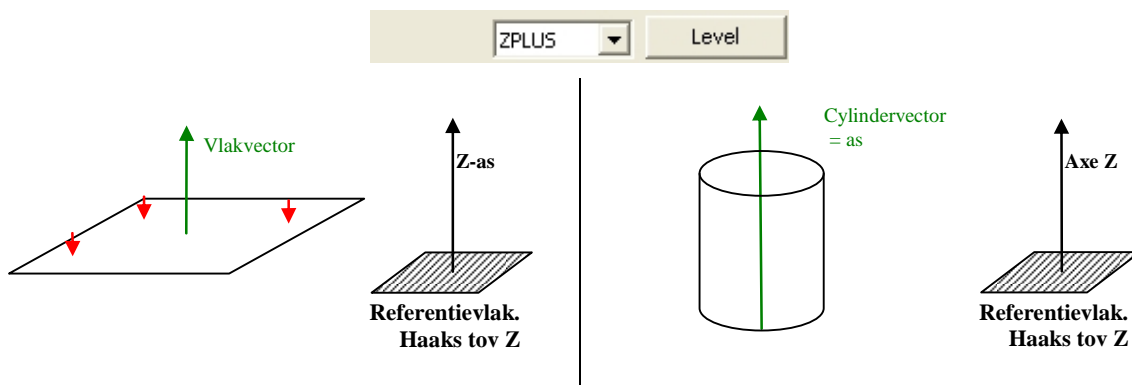 ZPLUS Level
Vlakvector
Z-as
Referentievlak.
Haaks tov Z
Cylindervector
= as
Axe Z
Referentievlak.
Haaks tov Z